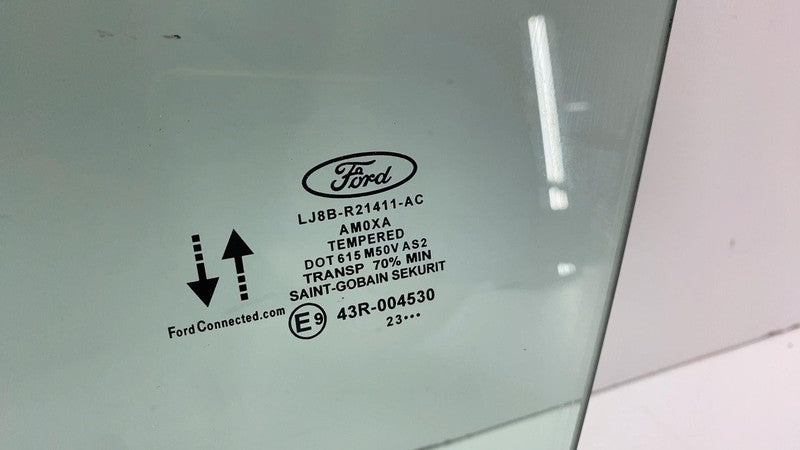 Ford
LJ8B-R21411-AC
AM0XA
TEMPERED
DOT 615 M50V AS2
TRANSP 70% MIN
SAINT-GOBAIN SEKURIT
FordConnected.com
E9 43R-004530
23•••